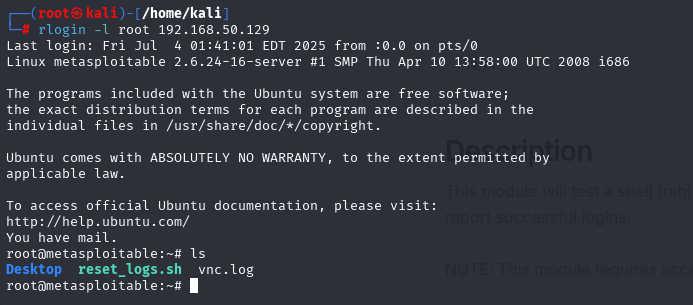 ┌──(root㉿kali)-[/home/kali]
└─# rlogin -l root 192.168.50.129
Last login: Fri Jul  4 01:41:01 EDT 2025 from :0.0 on pts/0
Linux metasploitable 2.6.24-16-server #1 SMP Thu Apr 10 13:58:00 UTC 2008 i686

The programs included with the Ubuntu system are free software;
the exact distribution terms for each program are described in the
individual files in /usr/share/doc/*/copyright.

Ubuntu comes with ABSOLUTELY NO WARRANTY, to the extent permitted by
applicable law.

To access official Ubuntu documentation, please visit:
http://help.ubuntu.com/
You have mail.
root@metasploitable:~# ls
Desktop  reset_logs.sh  vnc.log
root@metasploitable:~#
Description
This module will test a shell (rsh)
report successful logins.
NOTE: This module requires acc